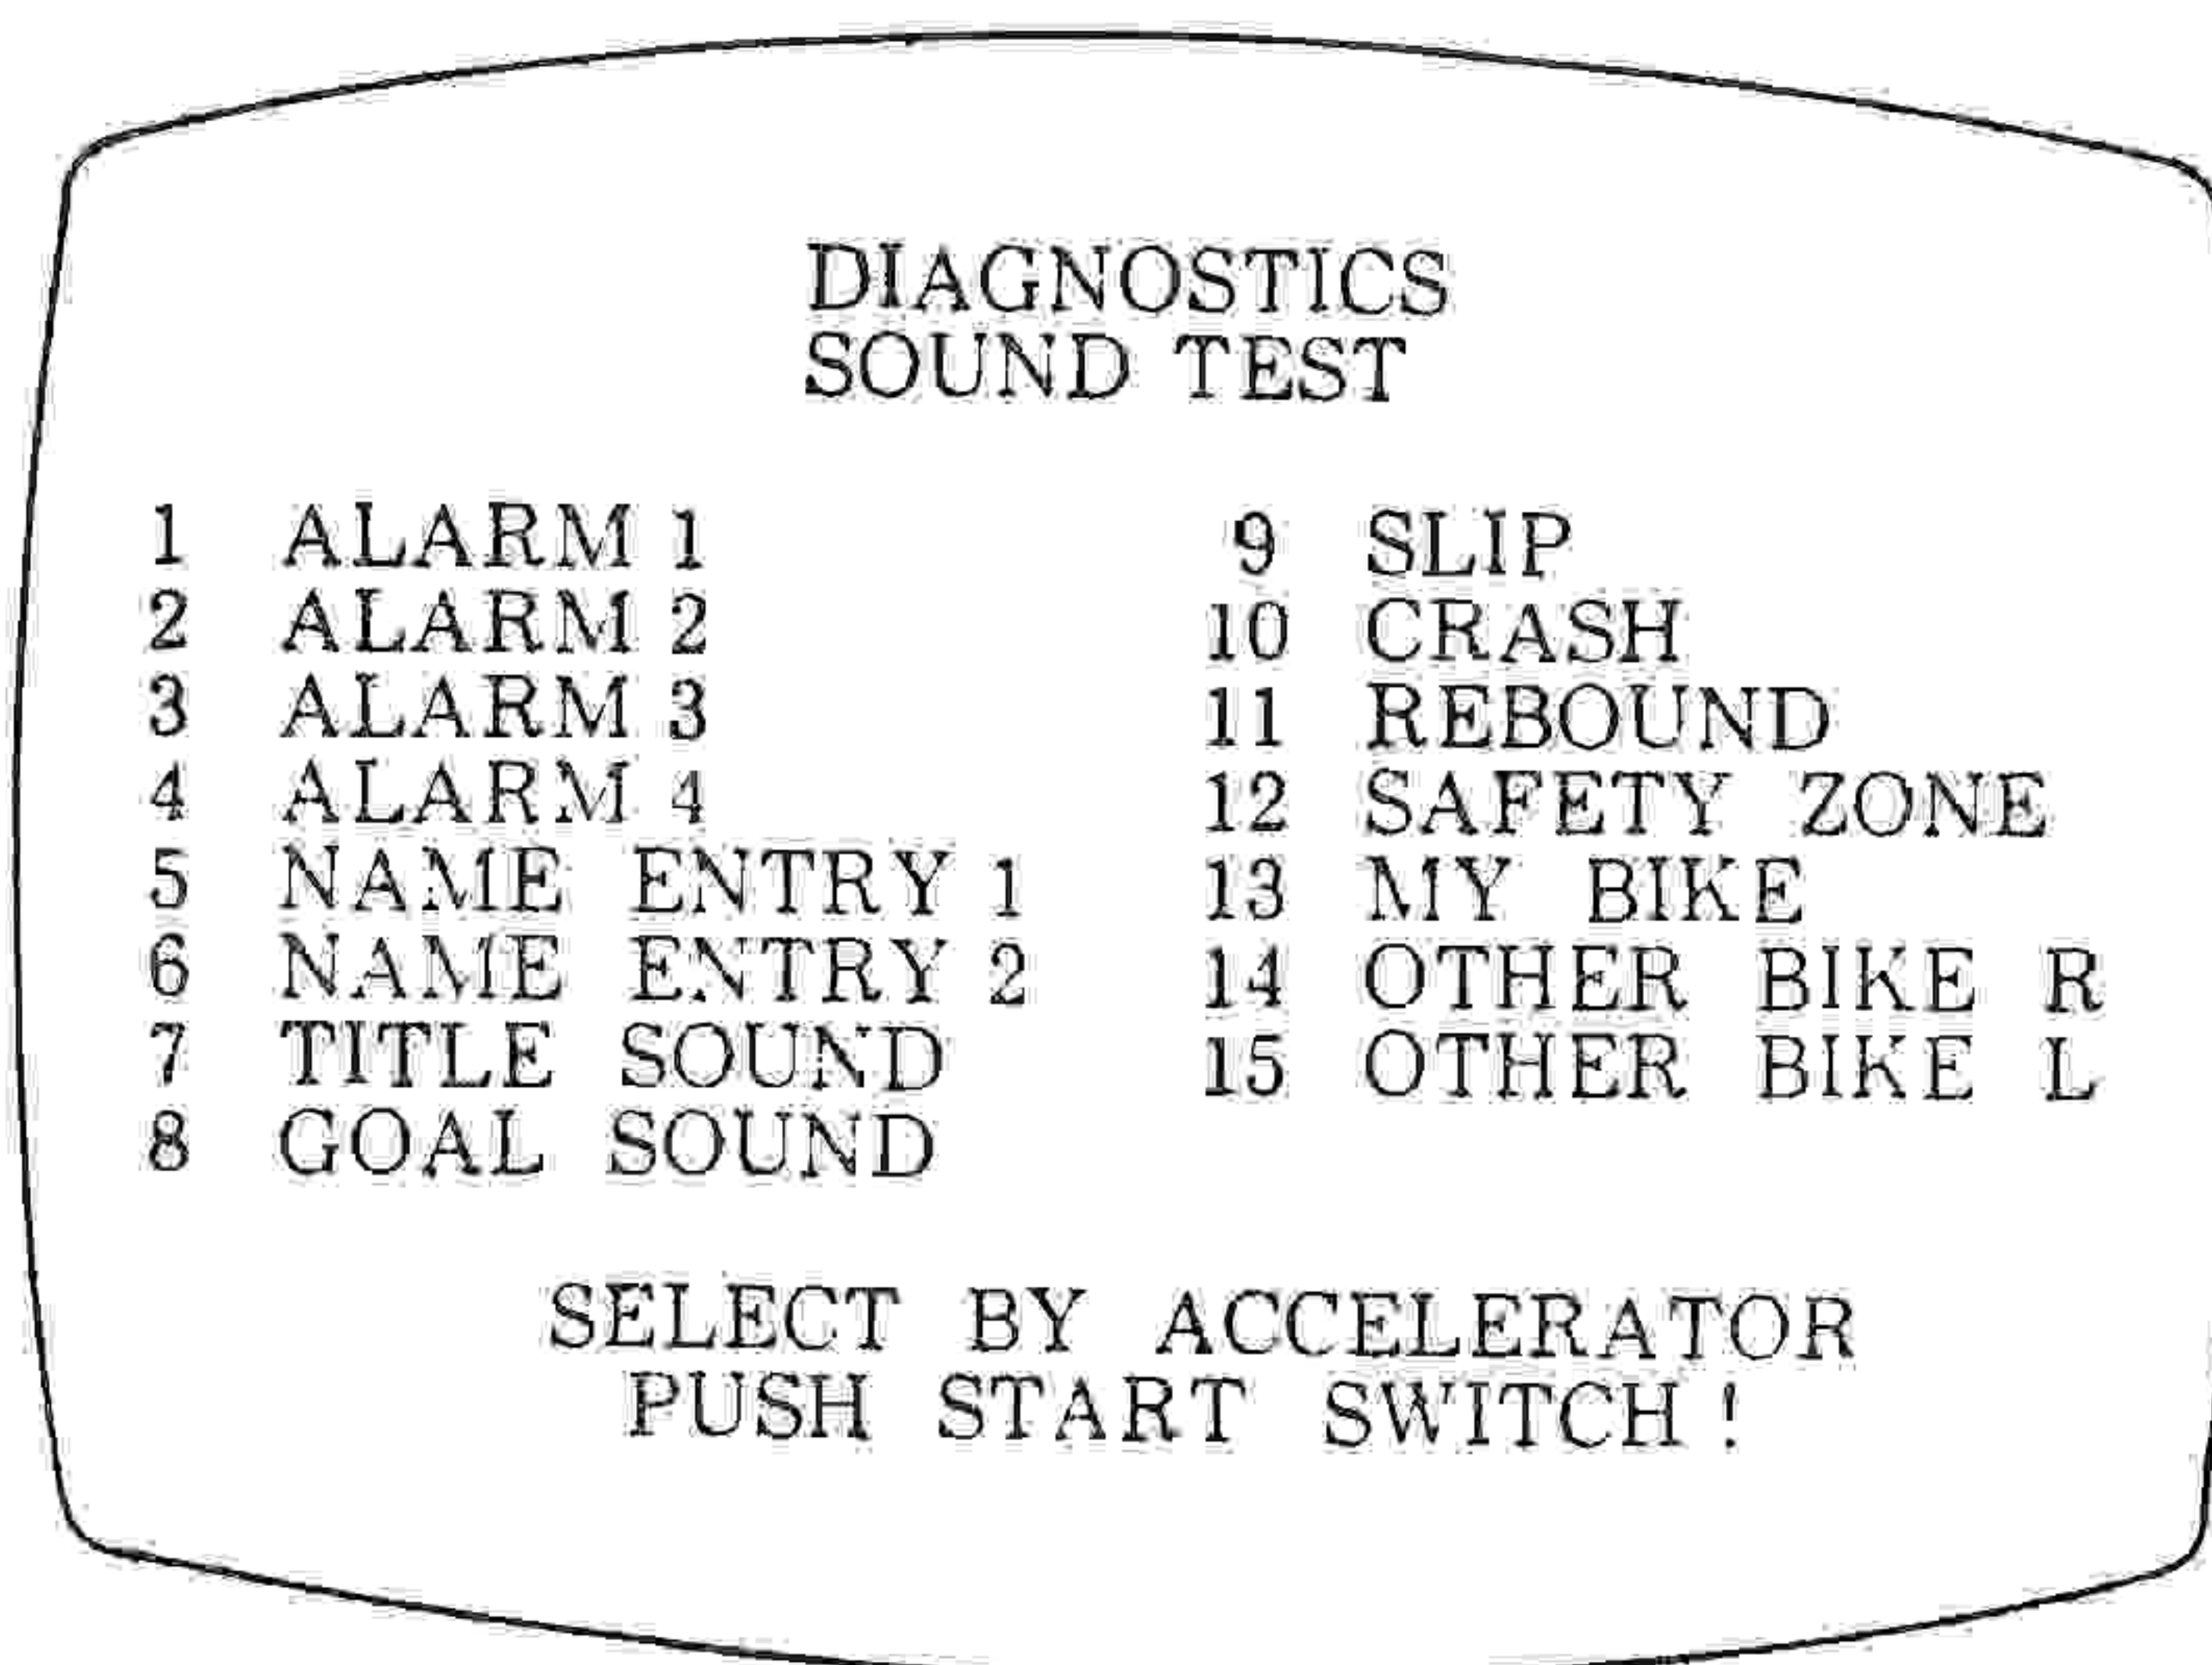 DIAGNOSTICS
SOUND TEST
1 ALARM 1
2 ALARM 2
3 ALARM 3
4 ALARM 4
5 NAME ENTRY 1
6 NAME ENTRY 2
7 TITLE SOUND
8 GOAL SOUND
9 SLIP
10 CRASH
11 REBOUND
12 SAFETY ZONE
13 MY BIKE
14 OTHER BIKE R
15 OTHER BIKE L
SELECT BY ACCELERATOR
PUSH START SWITCH!